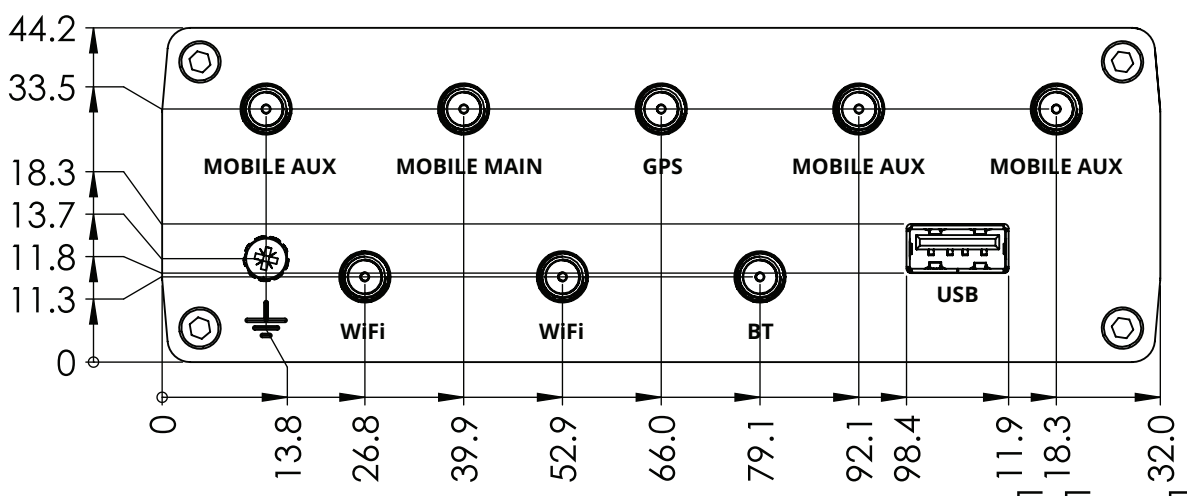 44.2
33.5
MOBILE AUX MOBILE MAIN GPS MOBILE AUX MOBILE AUX
18.3
13.7
11.8
11.3
USB
WiFi WiFi BT
0
0 13.8 26.8 39.9 52.9 66.0 79.1 92.1 98.4 11.9 18.3 32.0